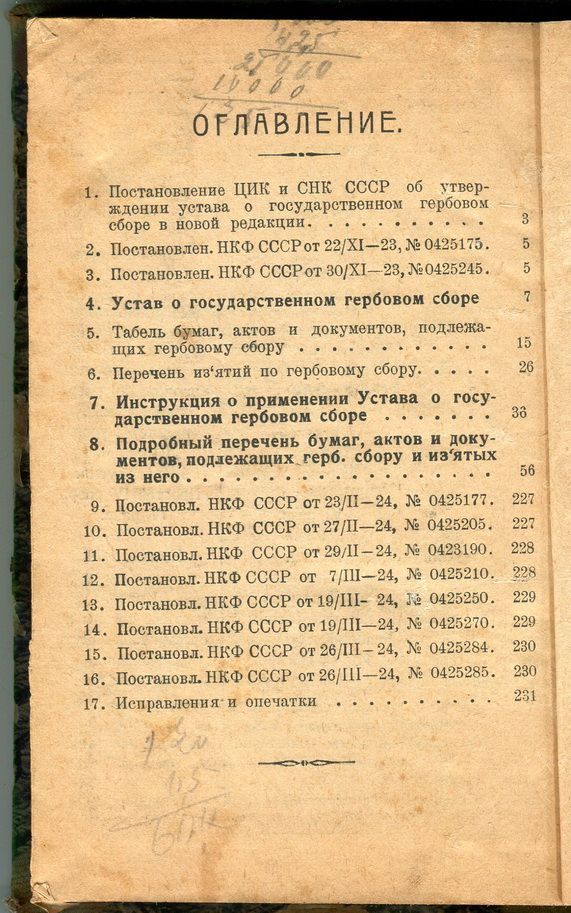 425
25000
10000
ОГЛАВЛЕНИЕ.
1. Постановление ЦИК и СНК СССР об утвер-
ждении устава о государственном гербовом
сборе в новой редакции. . . . . . . . . . . 3
2. Постановлен. НКФ СССР от 22/XI—23, № 0425175. 5
3. Постановлен. НКФ СССР от 30/XI—23, № 0425245. 5
4. Устав о государственном гербовом сборе 7
5. Табель бумаг, актов и документов, подлежа-
щих гербовому сбору . . . . . . . . . . . . 15
6. Перечень из'ятий по гербовому сбору. . . . . 26
7. Инструкция о применении Устава о госу-
дарственном гербовом сборе . . . . . . . 36
8. Подробный перечень бумаг, актов и доку-
ментов, подлежащих герб. сбору и из'ятых
из него . . . . . . . . . . . . . . . . . . . 56
9. Постановл. НКФ СССР от 23/II—24, № 0425177. 227
10. Постановл. НКФ СССР от 27/II—24, № 0425205. 227
11. Постановл. НКФ СССР от 29/II—24, № 0423190. 228
12. Постановл. НКФ СССР от 7/III—24, № 0425210. 228
13. Постановл. НКФ СССР от 19/III- 24, № 0425250. 229
14. Постановл. НКФ СССР от 19/III—24, № 0425270. 229
15. Постановл. НКФ СССР от 26/III—24, № 0425284. 230
16. Постановл. НКФ СССР от 26/III—24, № 0425285. 230
17. Исправления и опечатки . . . . . . . . . . 231